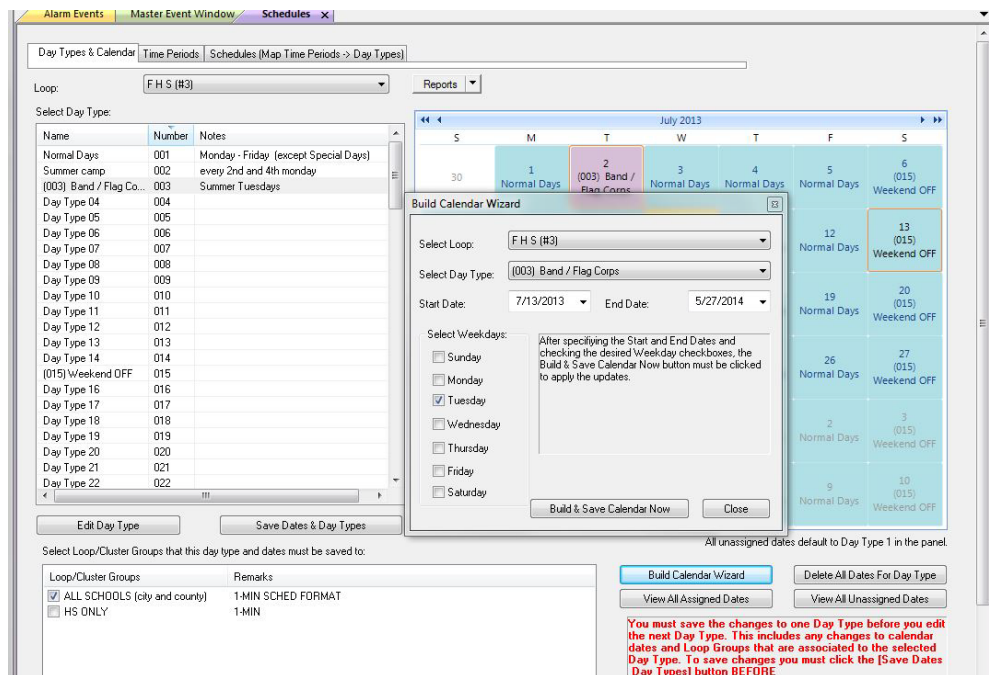 Alarm Events Master Event Window Schedules x
Day Types & Calendar Time Periods Schedules (Map Time Periods -> Day Types)
Loop: F H S (#3) Reports
Select Day Type:
Name Number Notes
Normal Days 001 Monday - Friday (except Special Days)
Summer camp 002 every 2nd and 4th monday
(003) Band / Flag Co... 003 Summer Tuesdays
Day Type 04 004
Day Type 05 005
Day Type 06 006
Day Type 07 007
Day Type 08 008
Day Type 09 009
Day Type 10 010
Day Type 11 011
Day Type 12 012
Day Type 13 013
Day Type 14 014
(015) Weekend OFF 015
Day Type 16 016
Day Type 17 017
Day Type 18 018
Day Type 19 019
Day Type 20 020
Day Type 21 021
Day Type 22 022
Edit Day Type Save Dates & Day Types
July 2013
S M T W T F S
30
1
Normal Days
2
(003) Band /
Flag Corps
3
Normal Days
4
Normal Days
5
Normal Days
6
(015)
Weekend OFF
12
Normal Days
13
(015)
Weekend OFF
19
Normal Days
20
(015)
Weekend OFF
26
Normal Days
27
(015)
Weekend OFF
2
Normal Days
3
(015)
Weekend OFF
9
Normal Days
10
(015)
Weekend OFF
Build Calendar Wizard
Select Loop: F H S (#3)
Select Day Type: (003) Band / Flag Corps
Start Date: 7/13/2013 End Date: 5/27/2014
Select Weekdays:
Sunday
Monday
Tuesday
Wednesday
Thursday
Friday
Saturday
After specifiying the Start and End Dates and
checking the desired Weekday checkboxes, the
Build & Save Calendar Now button must be clicked
to apply the updates.
Build & Save Calendar Now Close
All unassigned dates default to Day Type 1 in the panel.
Select Loop/Cluster Groups that this day type and dates must be saved to:
Loop/Cluster Groups Remarks
ALL SCHOOLS (city and county) 1-MIN SCHED FORMAT
HS ONLY 1-MIN
Build Calendar Wizard Delete All Dates For Day Type
View All Assigned Dates View All Unassigned Dates
You must save the changes to one Day Type before you edit
the next Day Type. This includes any changes to calendar
dates and Loop Groups that are associated to the selected
Day Type. To save changes you must click the [Save Dates
Day Types] button BEFORE